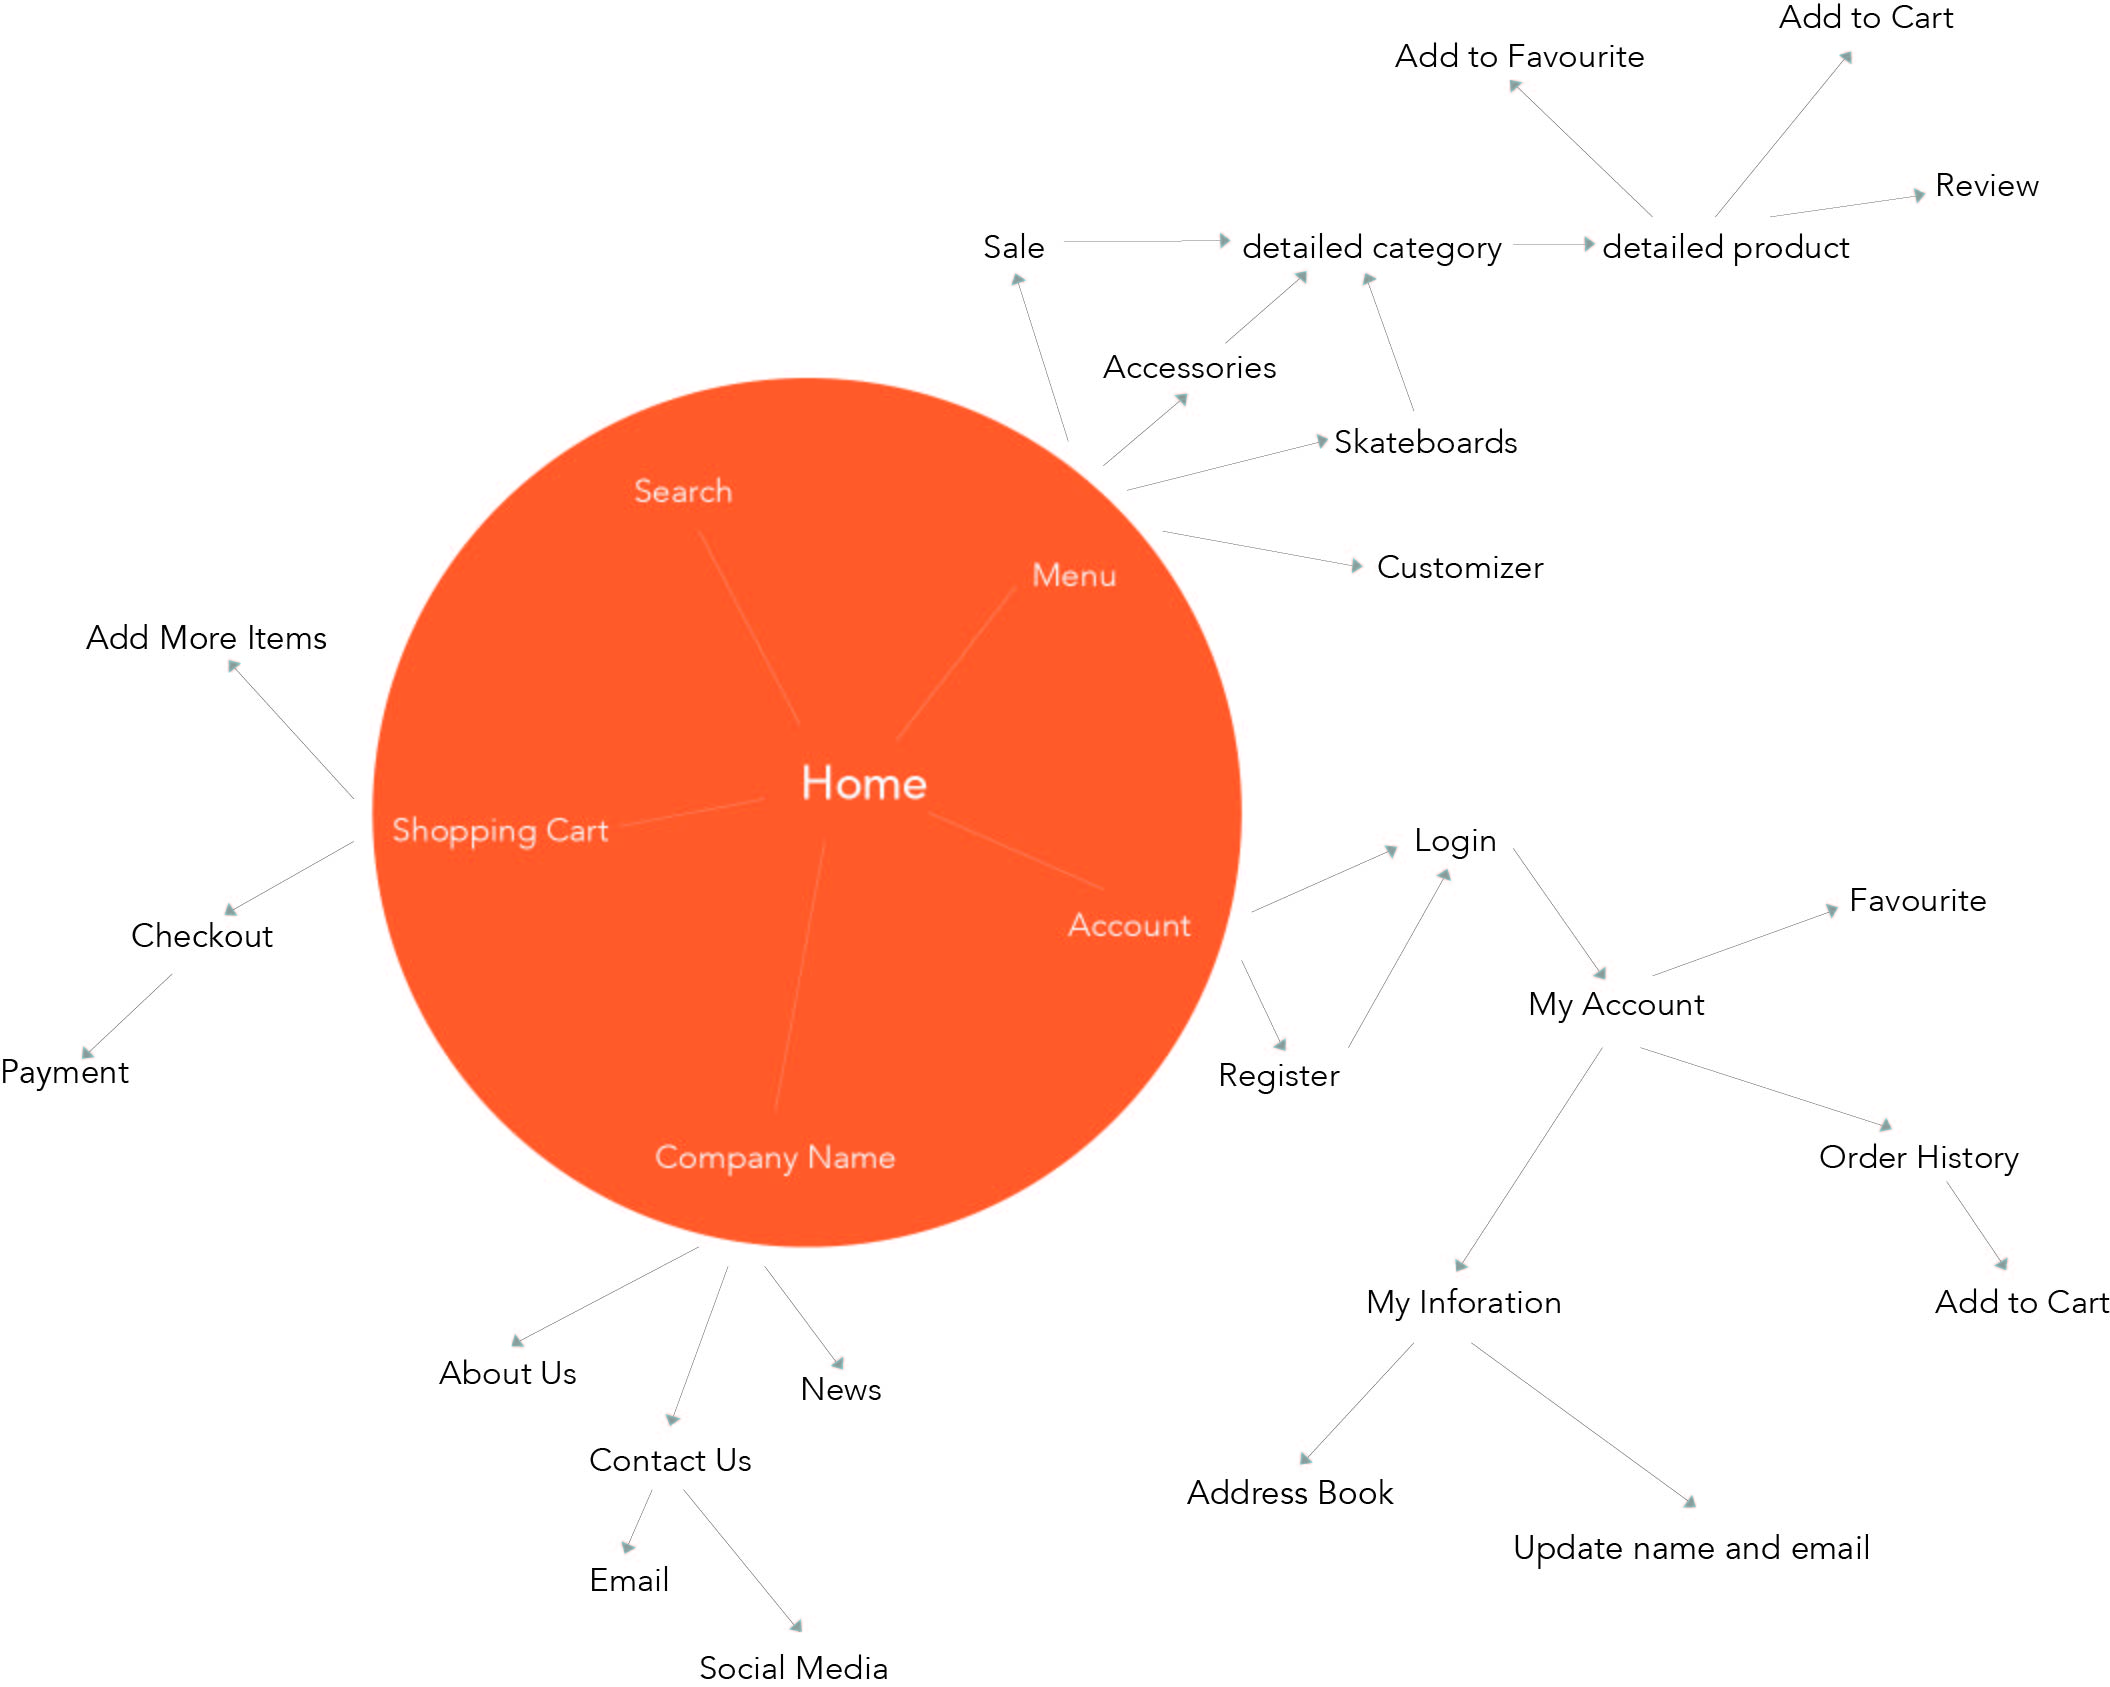 Add to Cart
Add to Favourite
Review
Sale
detailed category
detailed product
Accessories
Skateboards
Search
Customizer
Menu
Add More Items
Home
Shopping Cart
Login
Favourite
Account
Checkout
My Account
Payment
Register
Company Name
Order History
My Inforation
Add to Cart
About Us
News
Contact Us
Address Book
Update name and email
Email
Social Media